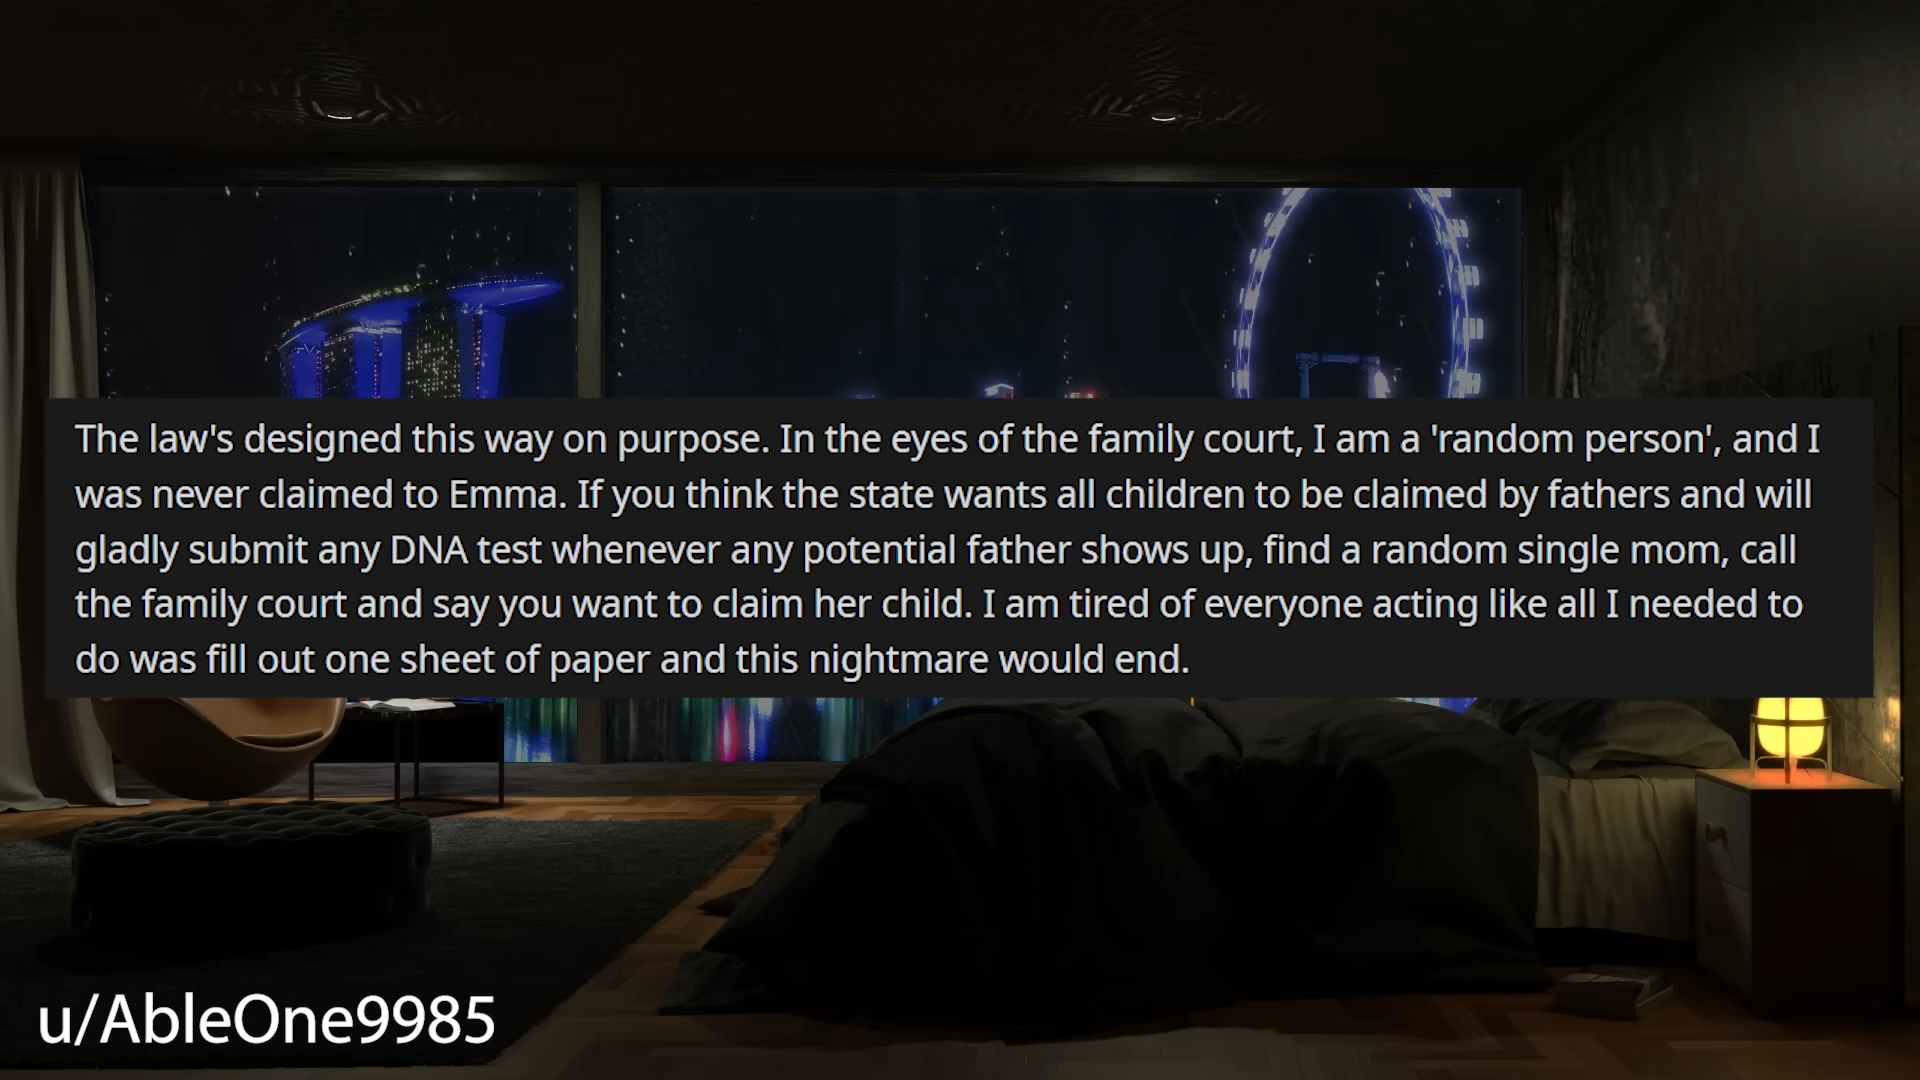 The law's designed this way on purpose. In the eyes of the family court, I am a 'random person', and I
was never claimed to Emma. If you think the state wants all children to be claimed by fathers and will
gladly submit any DNA test whenever any potential father shows up, find a random single mom, call
the family court and say you want to claim her child. I am tired of everyone acting like all I needed to
do was fill out one sheet of paper and this nightmare would end.
u/AbleOne9985